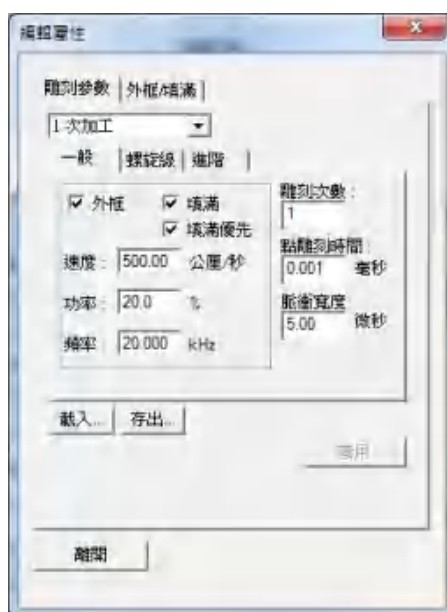 編輯屬性
雕刻參數 外框/填滿
1 次加工
一般 螺旋線 進階
外框 填滿
填滿優先
速度： 500.00 公厘/秒
功率： 20.0 %
頻率： 20.000 kHz
雕刻次數：
1
點雕刻時間：
0.001 毫秒
脈衝寬度
5.00 微秒
載入... 存出...
套用
離開